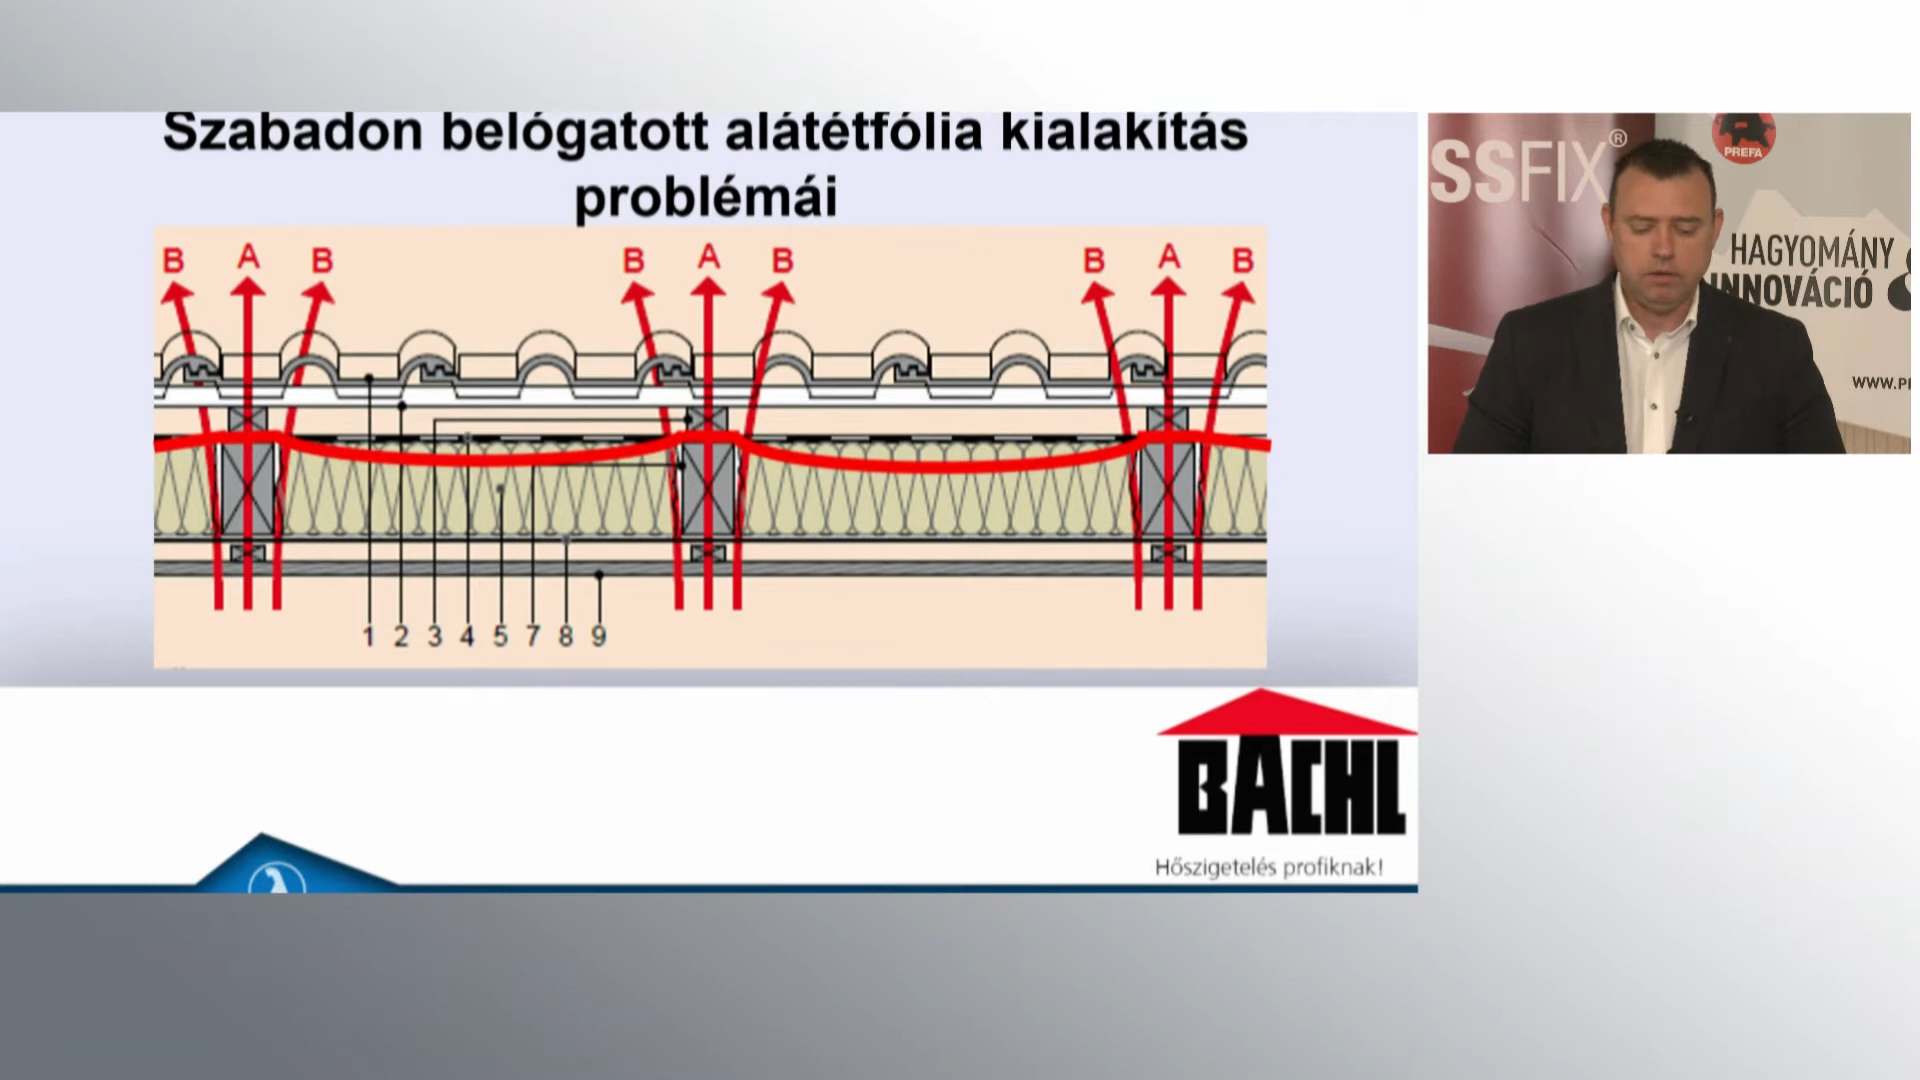 Szabadon belógatott alátétfólia kialakítás
problémái
B A B B A B B A B
1 2 3 4 5 7 8 9
BACHL
Hőszigetelés profiknak!
SSFIX®
PREFA
HAGYOMÁNY
INNOVÁCIÓ &
WWW.P